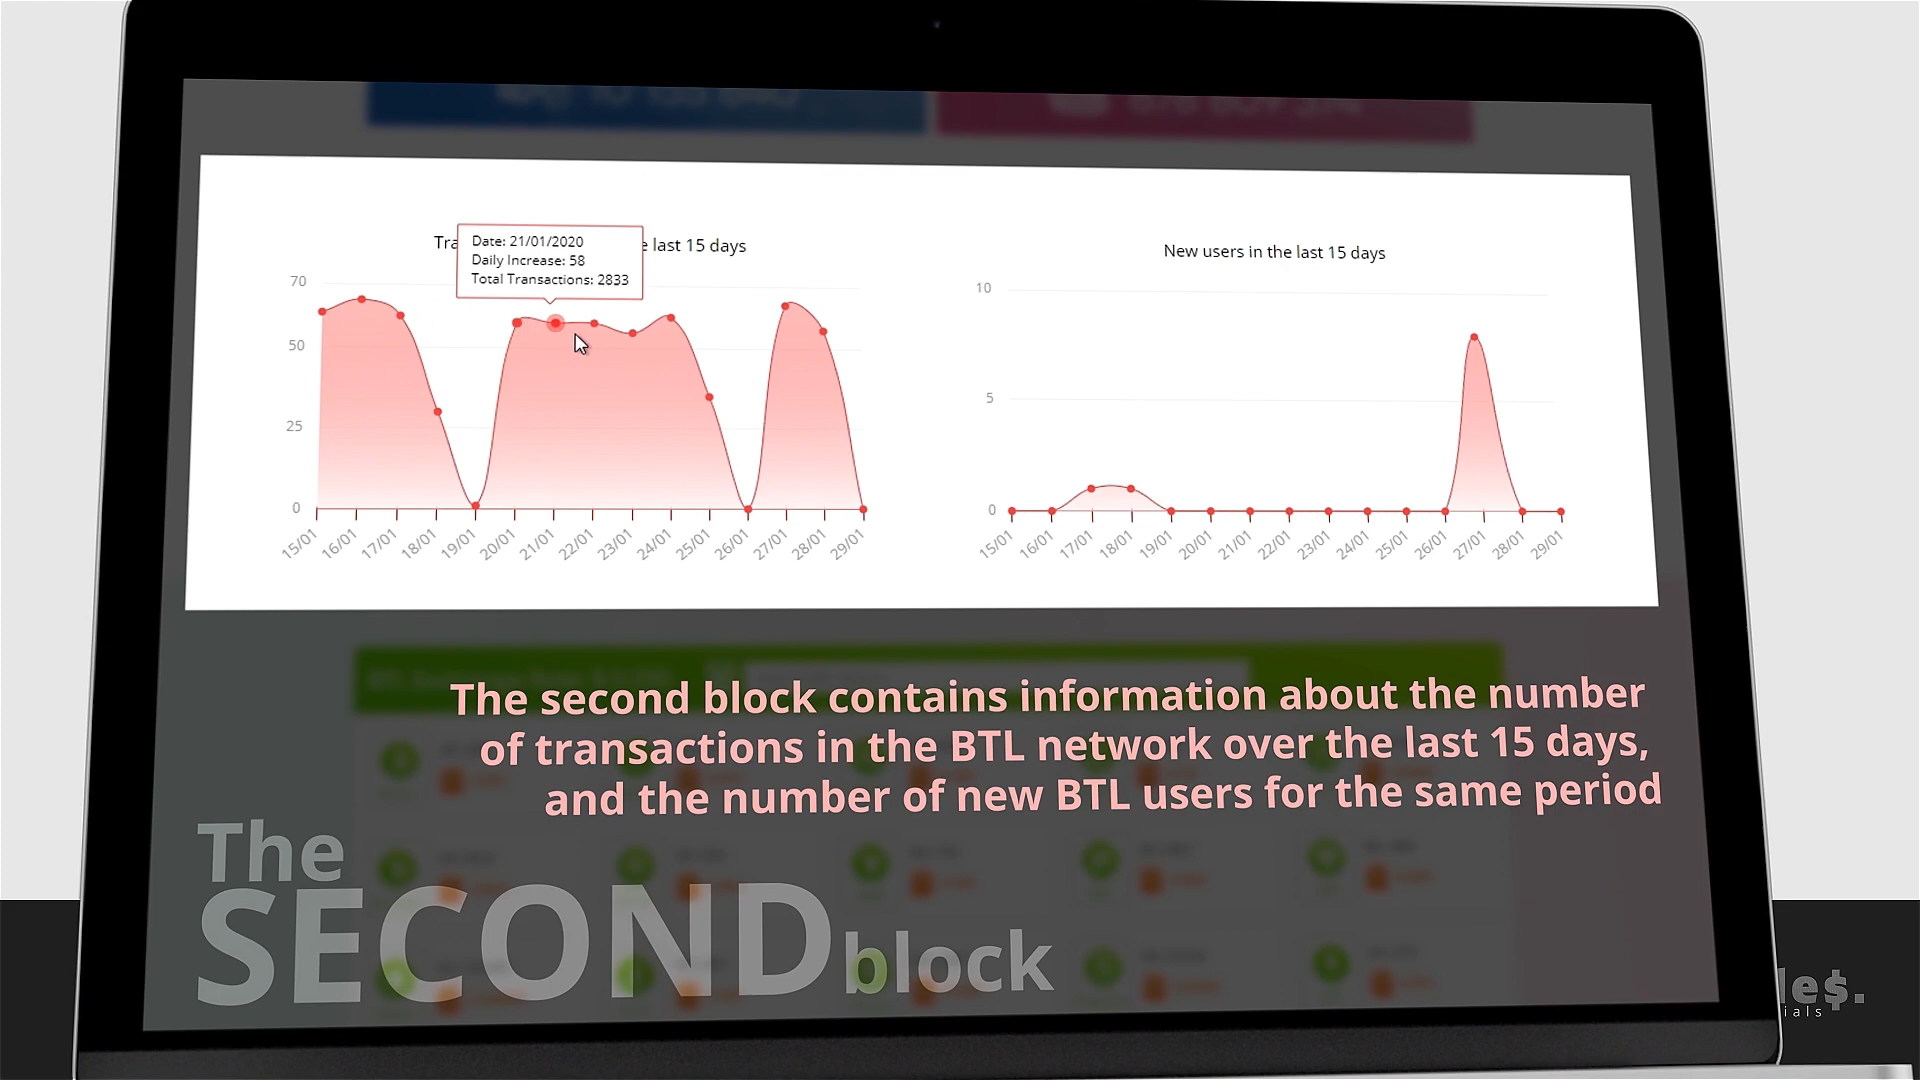 Date: 21/01/2020
Daily Increase: 58
Total Transactions: 2833
last 15 days
70
50
25
0
15/01 16/01 17/01 18/01 19/01 20/01 21/01 22/01 23/01 24/01 25/01 26/01 27/01 28/01 29/01
New users in the last 15 days
10
5
0
15/01 16/01 17/01 18/01 19/01 20/01 21/01 22/01 23/01 24/01 25/01 26/01 27/01 28/01 29/01
The second block contains information about the number
of transactions in the BTL network over the last 15 days,
and the number of new BTL users for the same period
The
SECOND block